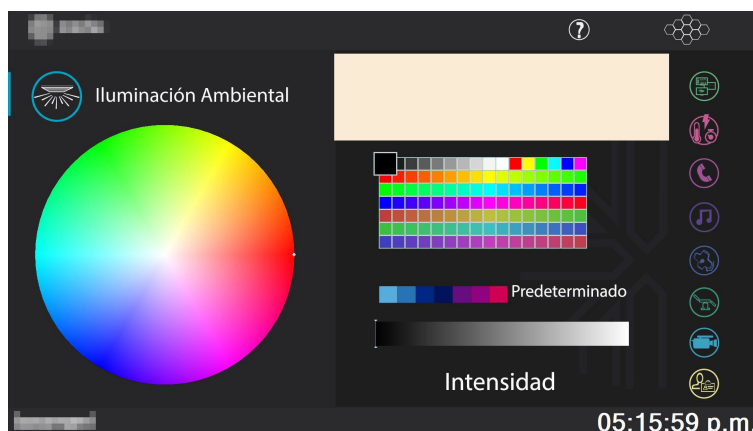 ?
Iluminación Ambiental
Predeterminado
Intensidad
05:15:59 p.m